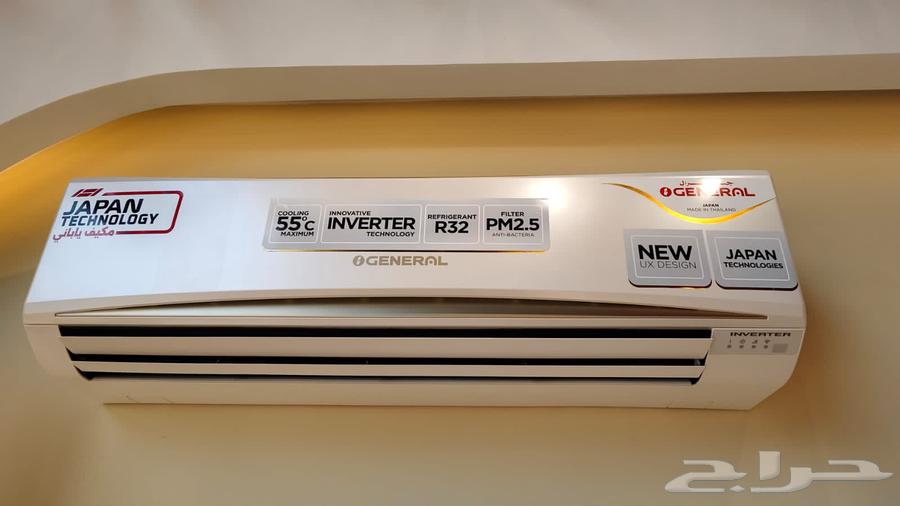 JAPAN
TECHNOLOGY
مكيف ياباني
COOLING
55°C
MAXIMUM
INNOVATIVE
INVERTER
TECHNOLOGY
REFRIGERANT
R32
FILTER
PM2.5
ANTI-BACTERIA
GENERAL
جنرال
GENERAL
JAPAN
MADE IN THAILAND
NEW
UX DESIGN
JAPAN
TECHNOLOGIES
INVERTER
حراج